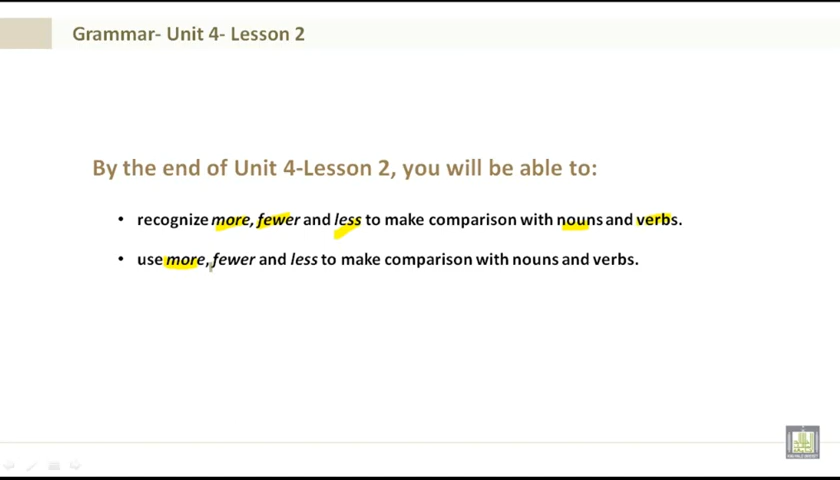 Grammar- Unit 4- Lesson 2
By the end of Unit 4-Lesson 2, you will be able to:
• recognize more, fewer and less to make comparison with nouns and verbs.
• use more, fewer and less to make comparison with nouns and verbs.